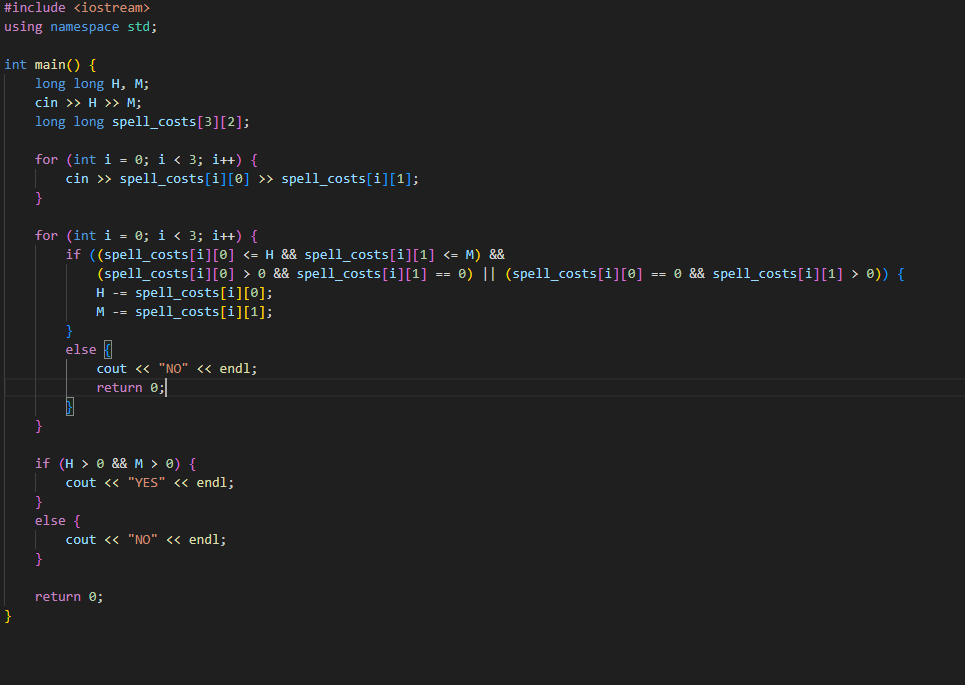 #include <iostream>
using namespace std;
int main() {
long long H, M;
cin >> H >> M;
long long spell_costs[3][2];
for (int i = 0; i < 3; i++) {
cin >> spell_costs[i][0] >> spell_costs[i][1];
}
for (int i = 0; i < 3; i++) {
if ((spell_costs[i][0] <= H && spell_costs[i][1] <= M) &&
(spell_costs[i][0] > 0 && spell_costs[i][1] == 0) || (spell_costs[i][0] == 0 && spell_costs[i][1] > 0)) {
H -= spell_costs[i][0];
M -= spell_costs[i][1];
}
else {
cout << "NO" << endl;
return 0;
}
}
if (H > 0 && M > 0) {
cout << "YES" << endl;
}
else {
cout << "NO" << endl;
}
return 0;
}